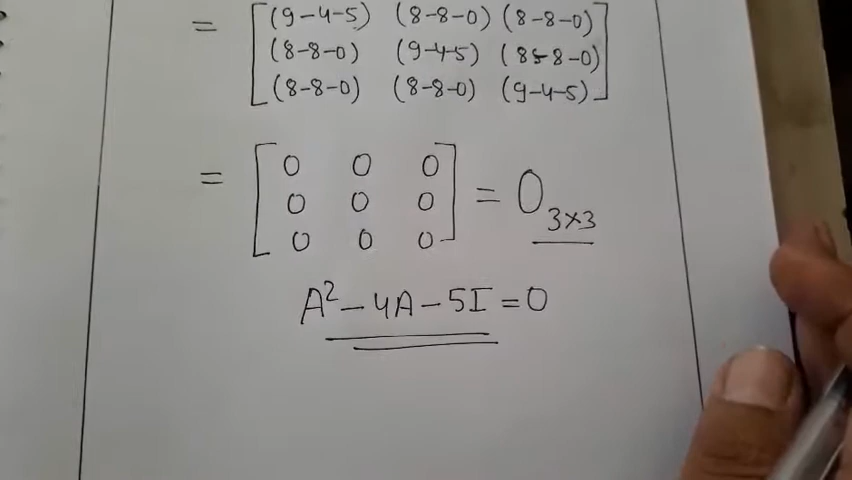 = [(9-4-5) (8-8-0) (8-8-0)
(8-8-0) (9-4-5) (8-8-0)
(8-8-0) (8-8-0) (9-4-5)]
= [0 0 0
0 0 0 = O3×3
0 0 0]
A²-4A-5I=0